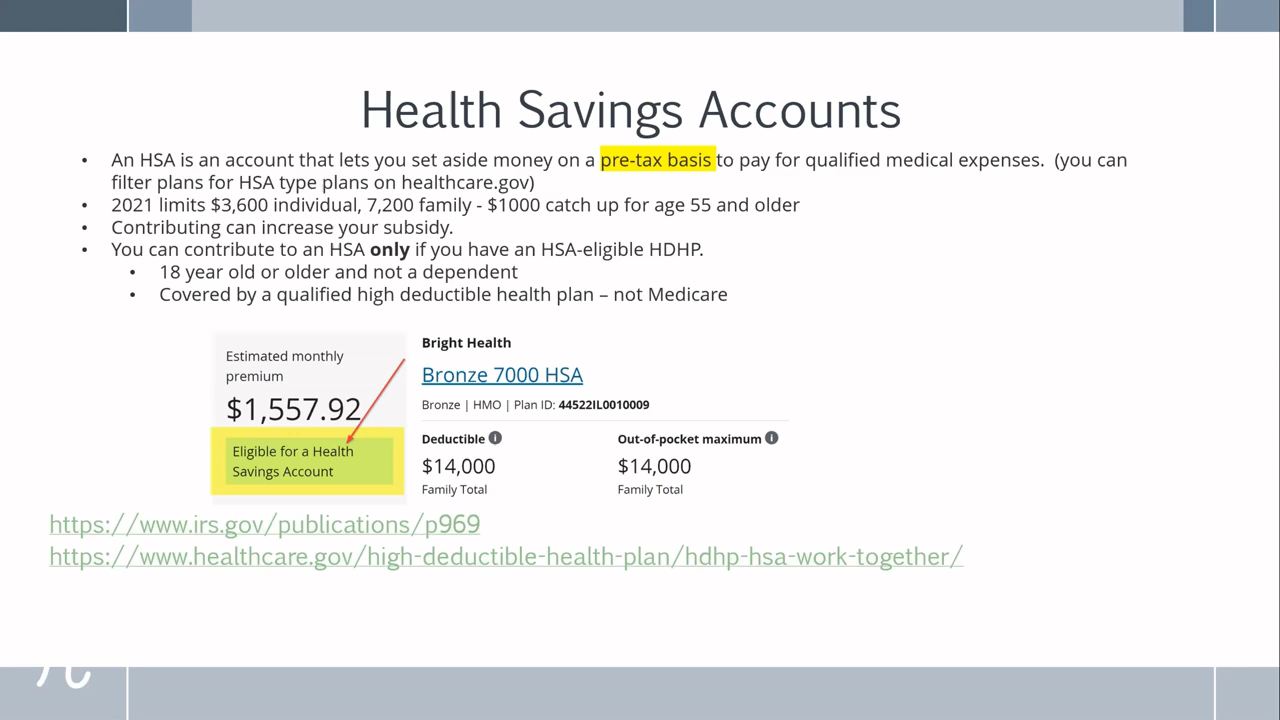 Health Savings Accounts
• An HSA is an account that lets you set aside money on a pre-tax basis to pay for qualified medical expenses.  (you can
filter plans for HSA type plans on healthcare.gov)
• 2021 limits $3,600 individual, 7,200 family - $1000 catch up for age 55 and older
• Contributing can increase your subsidy.
• You can contribute to an HSA only if you have an HSA-eligible HDHP.
• 18 year old or older and not a dependent
• Covered by a qualified high deductible health plan – not Medicare
Estimated monthly
premium
$1,557.92
Eligible for a Health
Savings Account
Bright Health
Bronze 7000 HSA
Bronze | HMO | Plan ID: 44522IL0010009
Deductible
$14,000
Family Total
Out-of-pocket maximum
$14,000
Family Total
https://www.irs.gov/publications/p969
https://www.healthcare.gov/high-deductible-health-plan/hdhp-hsa-work-together/